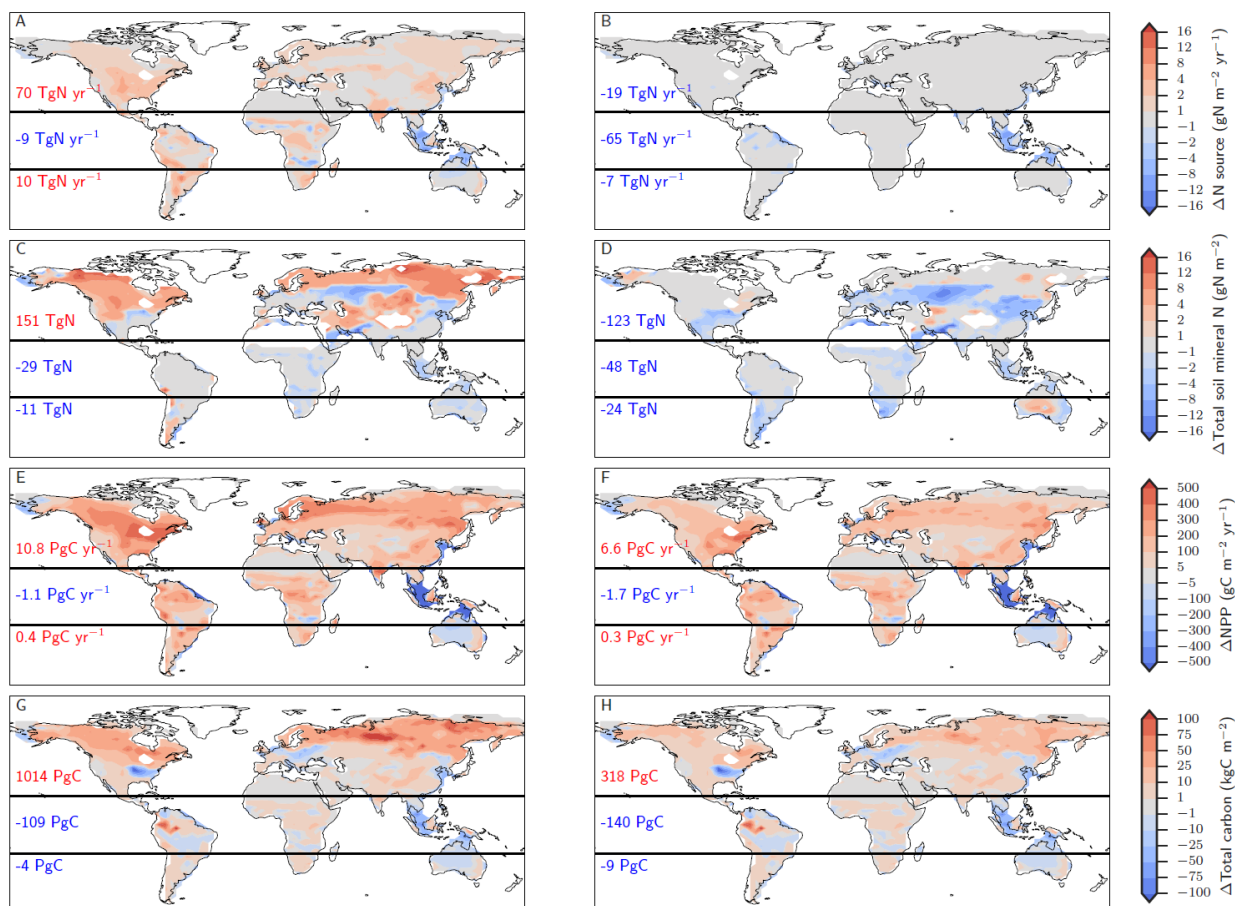 A
70 TgN yr⁻¹
-9 TgN yr⁻¹
10 TgN yr⁻¹
B
-19 TgN yr⁻¹
-65 TgN yr⁻¹
-7 TgN yr⁻¹
16
12
8
4
2
1
−1
−2
−4
−8
−12
−16
ΔN source (gN m⁻² yr⁻¹)
C
151 TgN
-29 TgN
-11 TgN
D
-123 TgN
-48 TgN
-24 TgN
16
12
8
4
2
1
−1
−2
−4
−8
−12
−16
ΔTotal soil mineral N (gN m⁻²)
E
10.8 PgC yr⁻¹
-1.1 PgC yr⁻¹
0.4 PgC yr⁻¹
F
6.6 PgC yr⁻¹
-1.7 PgC yr⁻¹
0.3 PgC yr⁻¹
500
400
300
200
100
5
−5
−100
−200
−300
−400
−500
ΔNPP (gC m⁻² yr⁻¹)
G
1014 PgC
-109 PgC
-4 PgC
H
318 PgC
-140 PgC
-9 PgC
100
75
50
25
10
1
−1
−10
−25
−50
−75
−100
ΔTotal carbon (kgC m⁻²)